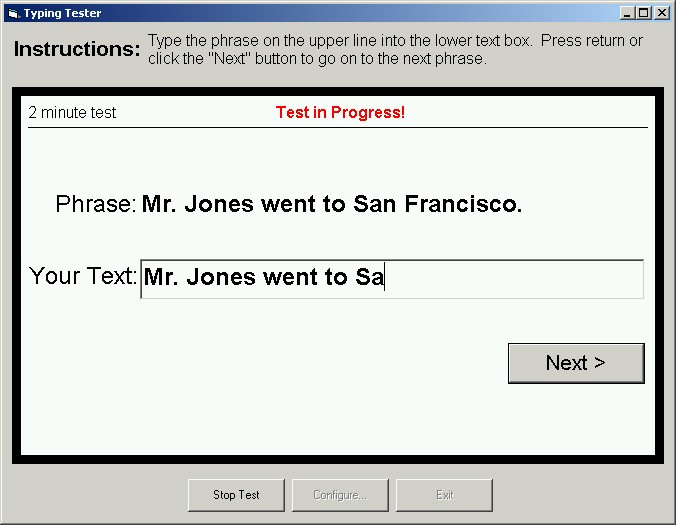 Typing Tester
Instructions: Type the phrase on the upper line into the lower text box. Press return or
click the "Next" button to go on to the next phrase.
2 minute test Test in Progress!
Phrase: Mr. Jones went to San Francisco.
Your Text: Mr. Jones went to Sa
Next >
Stop Test Configure... Exit